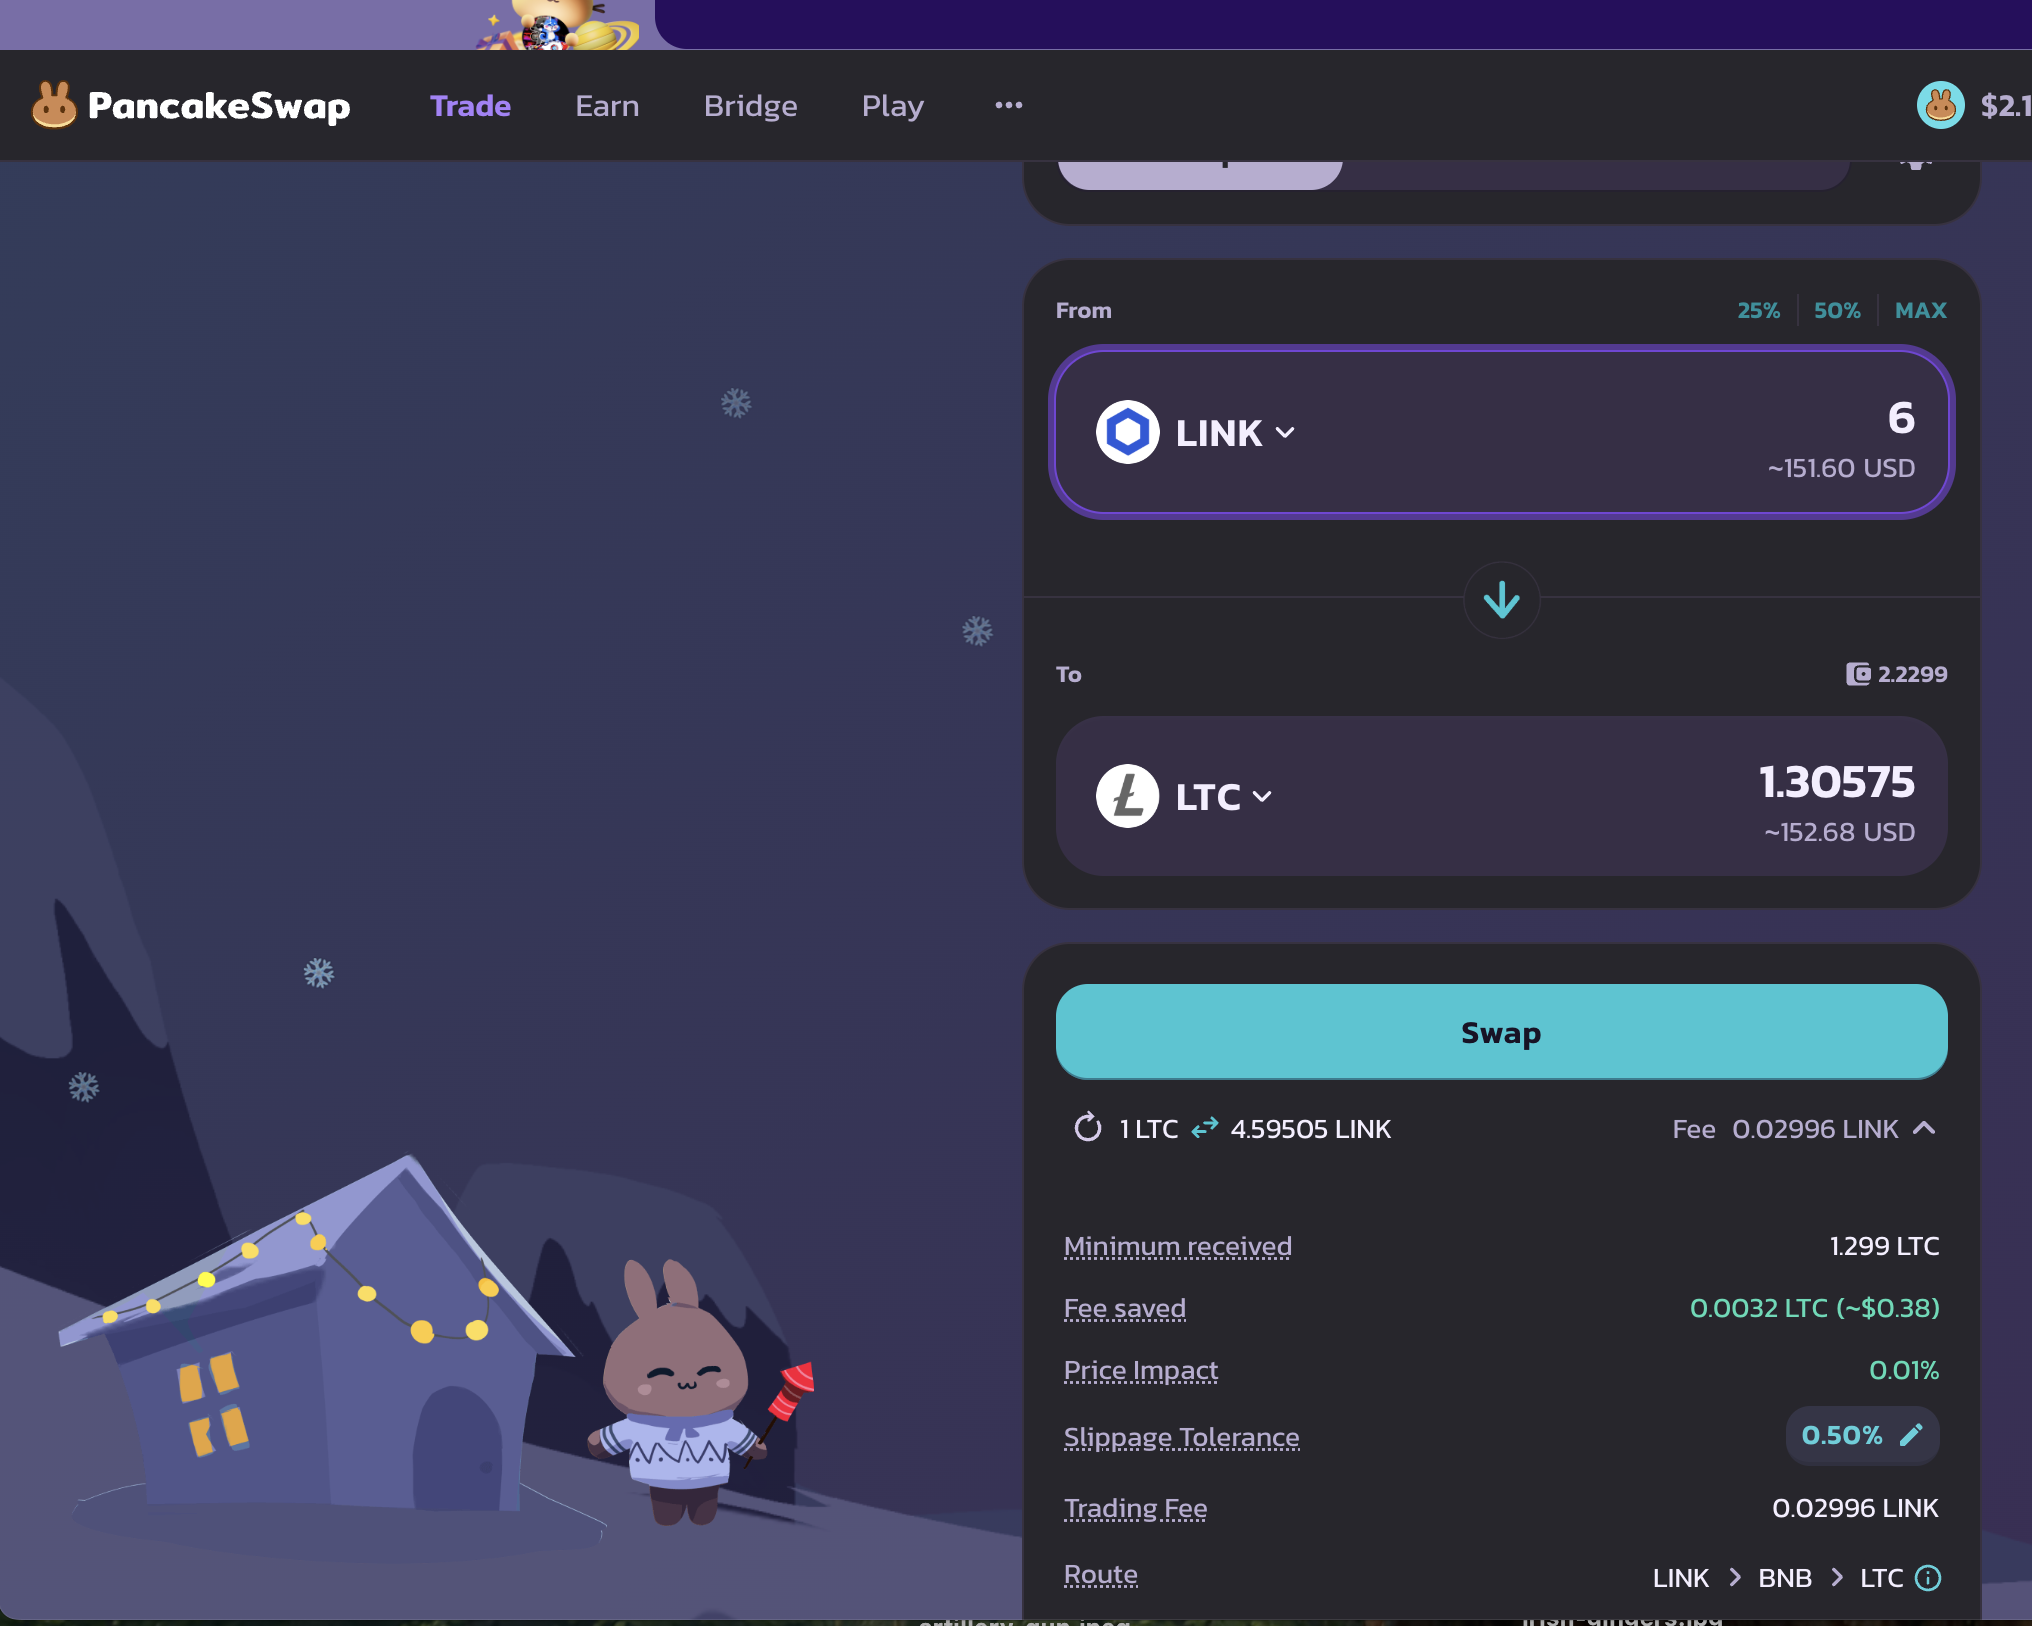 PancakeSwap Trade Earn Bridge Play ••• $2.1
From 25% 50% MAX
LINK 6
~151.60 USD
To 2.2299
LTC 1.30575
~152.68 USD
Swap
1 LTC 4.59505 LINK Fee 0.02996 LINK
Minimum received 1.299 LTC
Fee saved 0.0032 LTC (~$0.38)
Price Impact 0.01%
Slippage Tolerance 0.50%
Trading Fee 0.02996 LINK
Route LINK > BNB > LTC